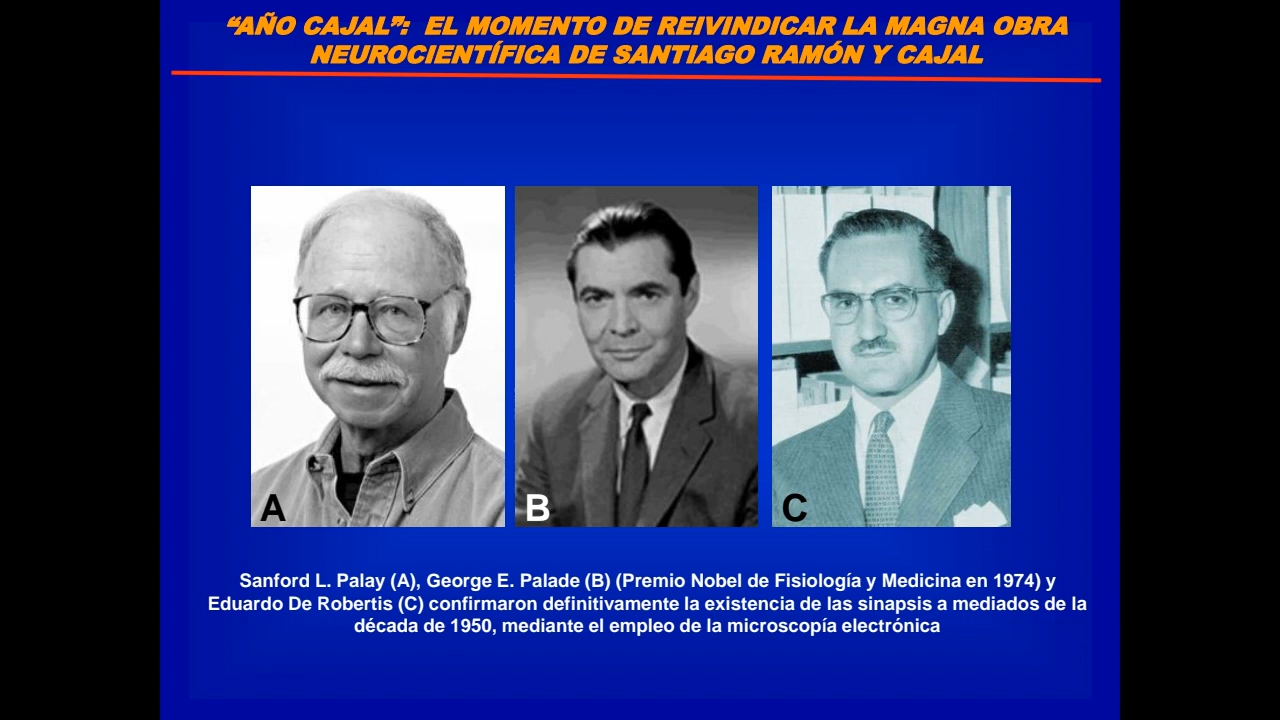 “AÑO CAJAL”: EL MOMENTO DE REIVINDICAR LA MAGNA OBRA
NEUROCIENTÍFICA DE SANTIAGO RAMÓN Y CAJAL
A
B
C
Sanford L. Palay (A), George E. Palade (B) (Premio Nobel de Fisiología y Medicina en 1974) y
Eduardo De Robertis (C) confirmaron definitivamente la existencia de las sinapsis a mediados de la
década de 1950, mediante el empleo de la microscopía electrónica